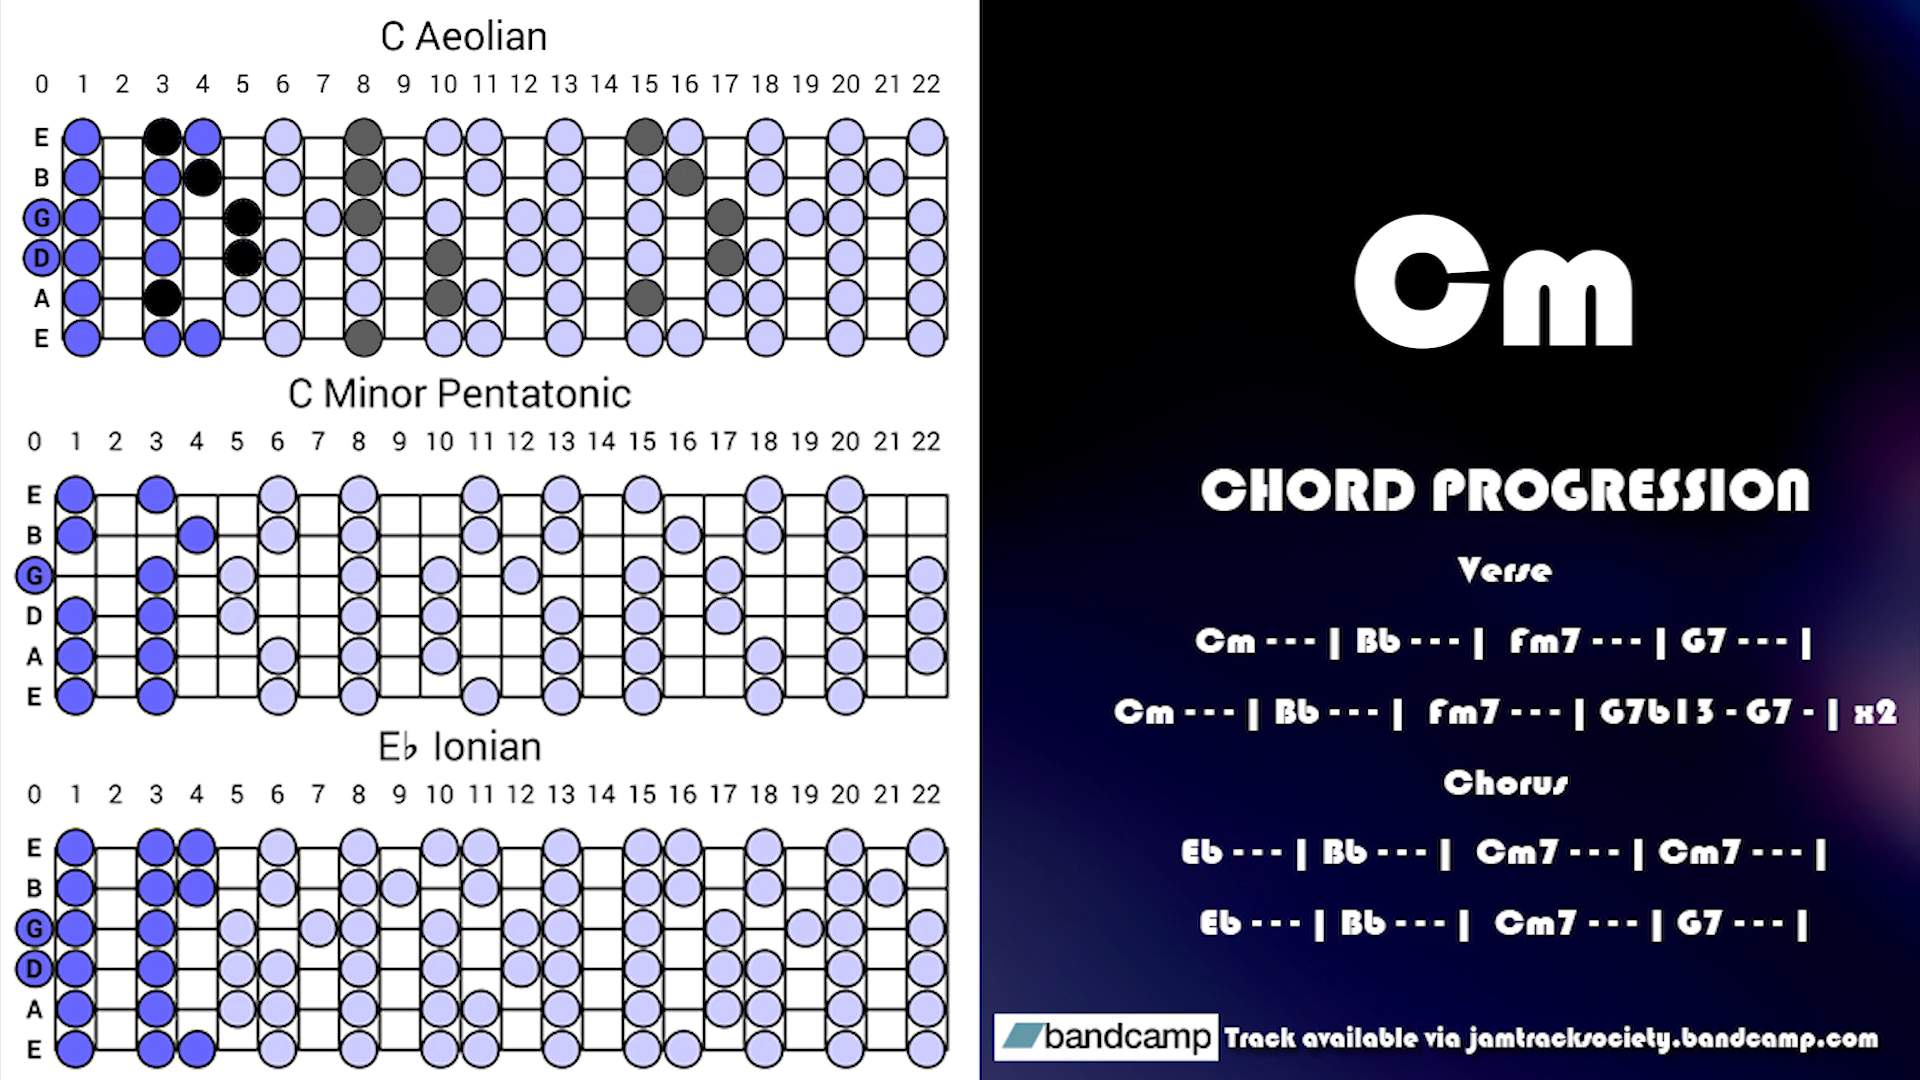 C Aeolian
0 1 2 3 4 5 6 7 8 9 10 11 12 13 14 15 16 17 18 19 20 21 22
E
B
G
D
A
E
C Minor Pentatonic
0 1 2 3 4 5 6 7 8 9 10 11 12 13 14 15 16 17 18 19 20 21 22
E
B
G
D
A
E
E♭ Ionian
0 1 2 3 4 5 6 7 8 9 10 11 12 13 14 15 16 17 18 19 20 21 22
E
B
G
D
A
E
Cm
CHORD PROGRESSION
Verse
Cm - - - | Bb - - - | Fm7 - - - | G7 - - - |
Cm - - - | Bb - - - | Fm7 - - - | G7b13 - G7 - | x2
Chorus
Eb - - - | Bb - - - | Cm7 - - - | Cm7 - - - |
Eb - - - | Bb - - - | Cm7 - - - | G7 - - - |
bandcamp Track available via jamtracksociety.bandcamp.com